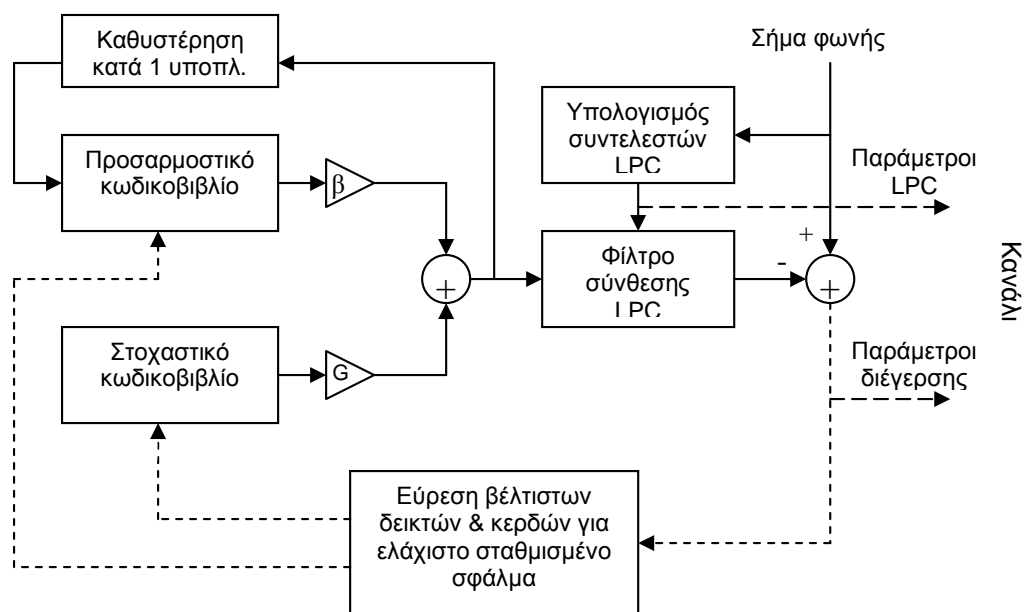 Καθυστέρηση
κατά 1 υποπλ.
Σήμα φωνής
Υπολογισμός
συντελεστών
LPC
Προσαρμοστικό
κωδικοβιβλίο
β
Παράμετροι
LPC
+
Φίλτρο
σύνθεσης
LPC
-
+
+
Κανάλι
Στοχαστικό
κωδικοβιβλίο
G
Παράμετροι
διέγερσης
Εύρεση βέλτιστων
δεικτών & κερδών για
ελάχιστο σταθμισμένο
σφάλμα